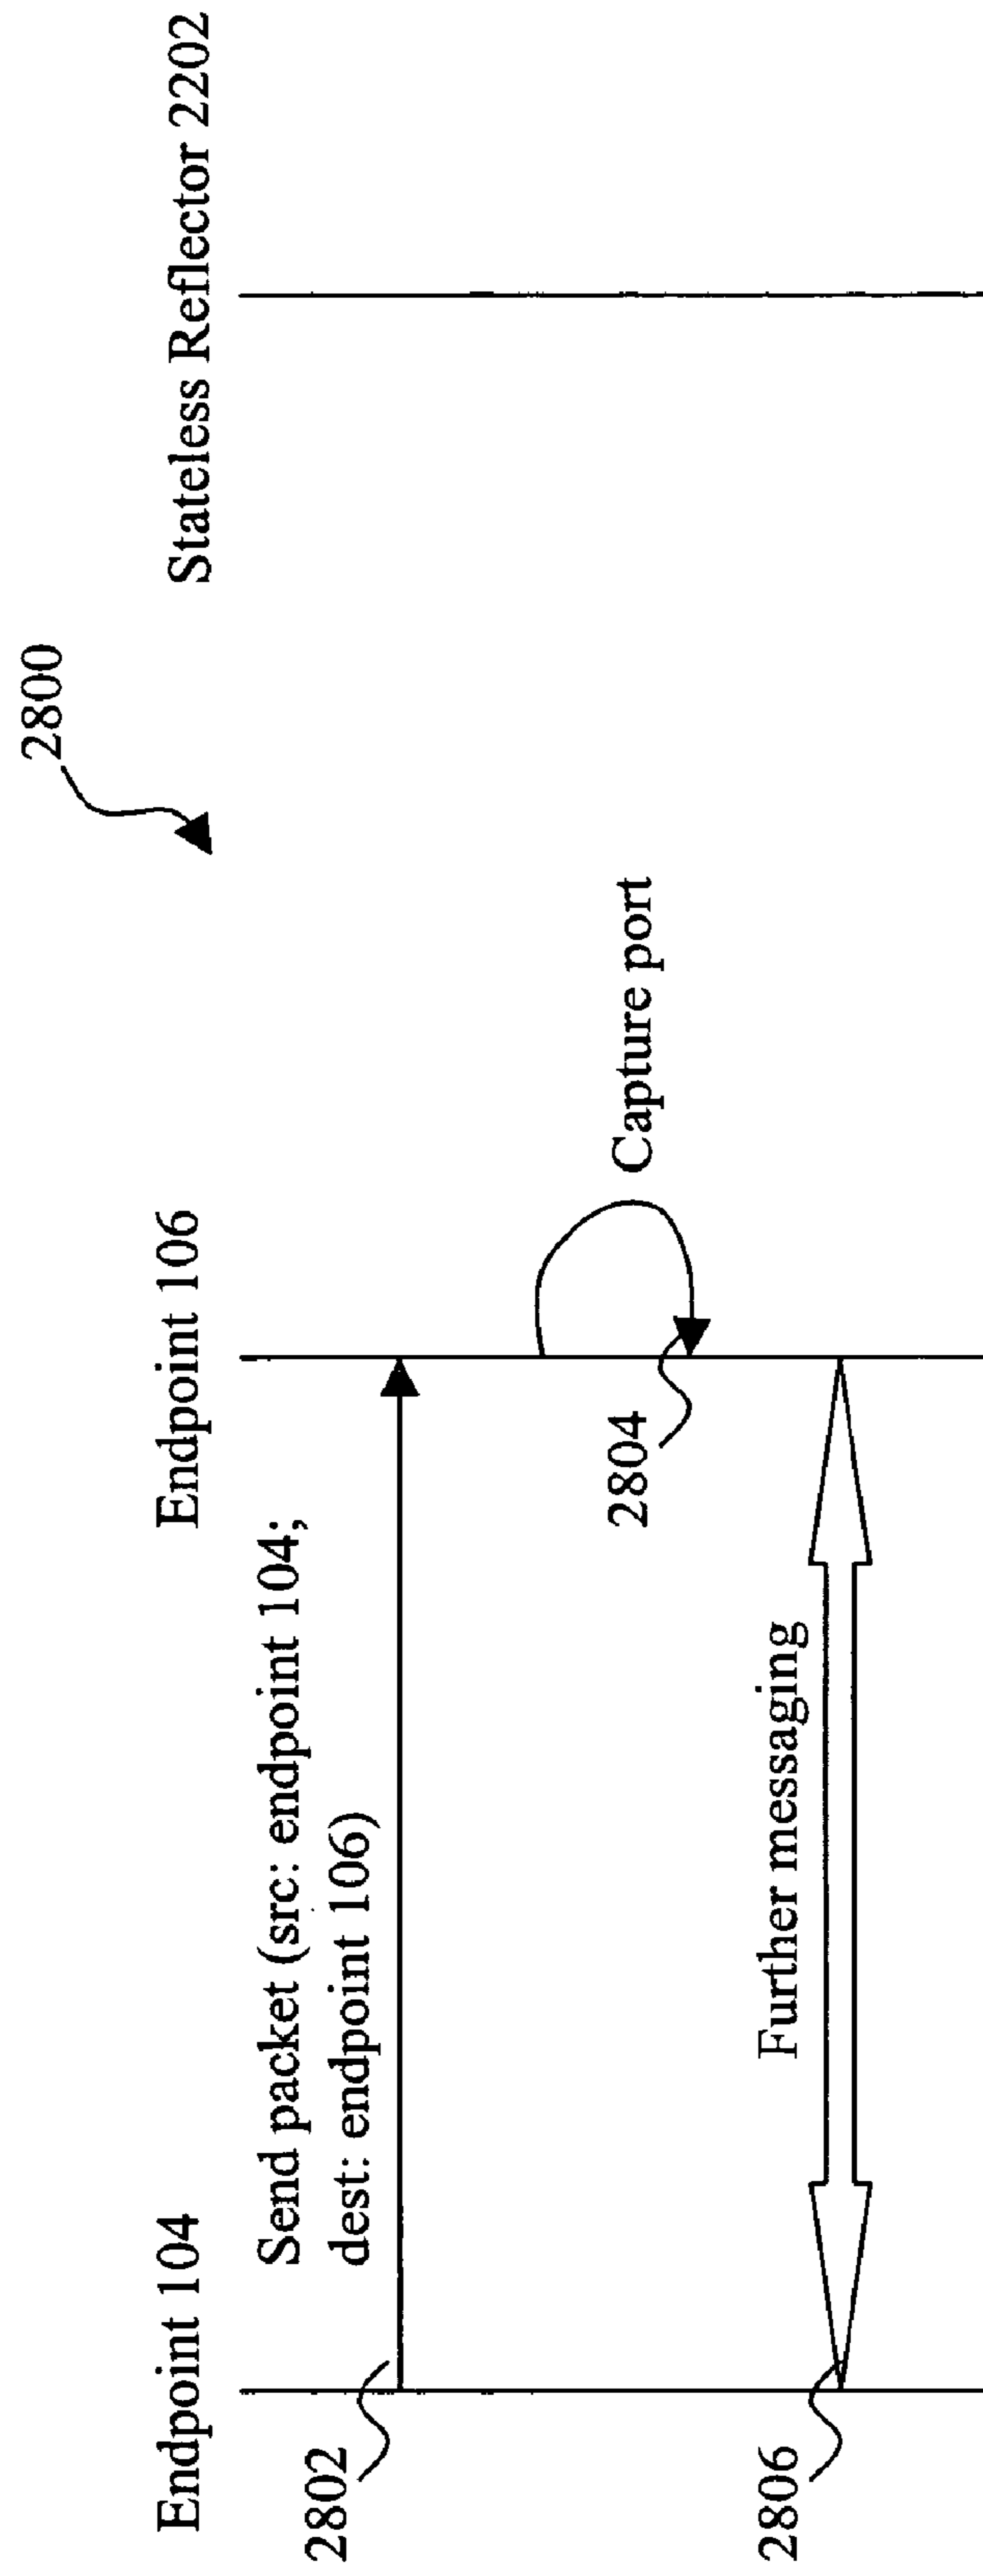 2800
Endpoint 104
Endpoint 106
Stateless Reflector 2202
Send packet (src: endpoint 104;
dest: endpoint 106)
2802
Capture port
2804
Further messaging
2806